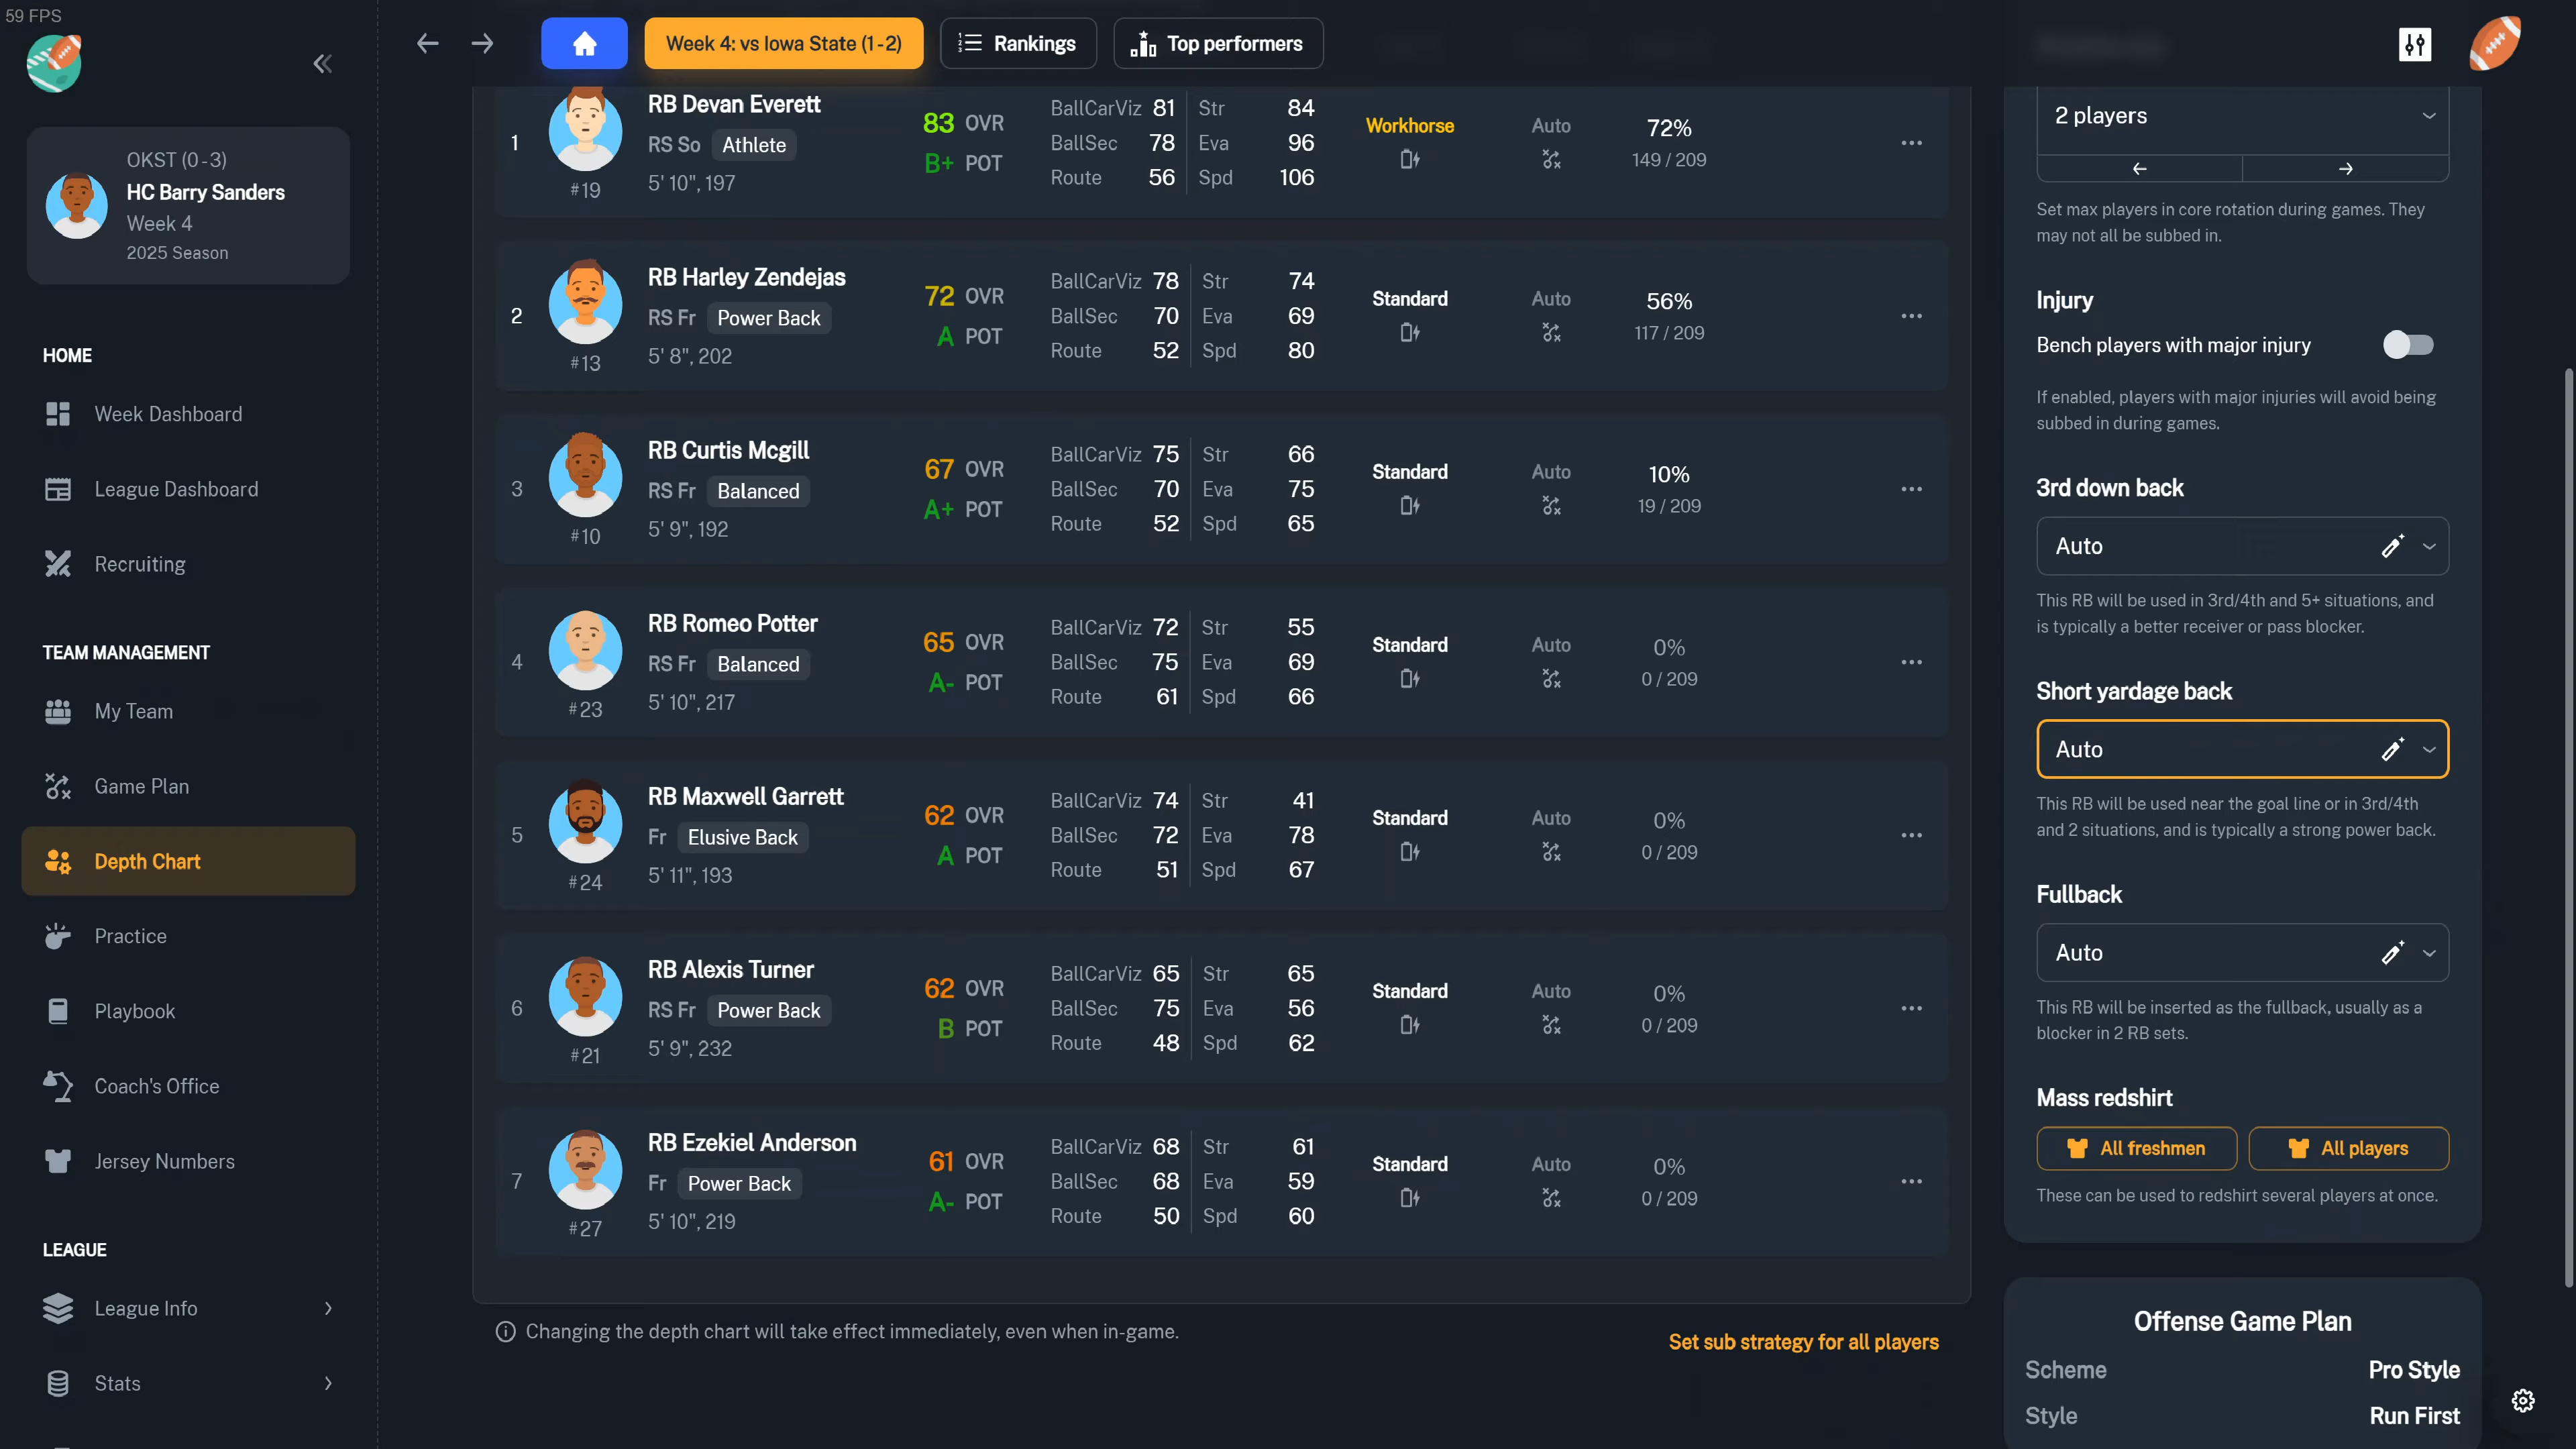 59 FPS
OKST (0-3)
HC Barry Sanders
Week 4
2025 Season
HOME
Week Dashboard
League Dashboard
Recruiting
TEAM MANAGEMENT
My Team
Game Plan
Depth Chart
Practice
Playbook
Coach's Office
Jersey Numbers
LEAGUE
League Info
Stats
Week 4: vs Iowa State (1-2)
Rankings
Top performers
1
#19
RB Devan Everett
RS So Athlete
5' 10", 197
83 OVR
B+ POT
BallCarViz 81 Str 84
BallSec 78 Eva 96
Route 56 Spd 106
Workhorse
Auto
72%
149 / 209
2
#13
RB Harley Zendejas
RS Fr Power Back
5' 8", 202
72 OVR
A POT
BallCarViz 78 Str 74
BallSec 70 Eva 69
Route 52 Spd 80
Standard
Auto
56%
117 / 209
3
#10
RB Curtis Mcgill
RS Fr Balanced
5' 9", 192
67 OVR
A+ POT
BallCarViz 75 Str 66
BallSec 70 Eva 75
Route 52 Spd 65
Standard
Auto
10%
19 / 209
4
#23
RB Romeo Potter
RS Fr Balanced
5' 10", 217
65 OVR
A- POT
BallCarViz 72 Str 55
BallSec 75 Eva 69
Route 61 Spd 66
Standard
Auto
0%
0 / 209
5
#24
RB Maxwell Garrett
Fr Elusive Back
5' 11", 193
62 OVR
A POT
BallCarViz 74 Str 41
BallSec 72 Eva 78
Route 51 Spd 67
Standard
Auto
0%
0 / 209
6
#21
RB Alexis Turner
RS Fr Power Back
5' 9", 232
62 OVR
B POT
BallCarViz 65 Str 65
BallSec 75 Eva 56
Route 48 Spd 62
Standard
Auto
0%
0 / 209
7
#27
RB Ezekiel Anderson
Fr Power Back
5' 10", 219
61 OVR
A- POT
BallCarViz 68 Str 61
BallSec 68 Eva 59
Route 50 Spd 60
Standard
Auto
0%
0 / 209
Changing the depth chart will take effect immediately, even when in-game.
Set sub strategy for all players
2 players
Set max players in core rotation during games. They
may not all be subbed in.
Injury
Bench players with major injury
If enabled, players with major injuries will avoid being
subbed in during games.
3rd down back
Auto
This RB will be used in 3rd/4th and 5+ situations, and
is typically a better receiver or pass blocker.
Short yardage back
Auto
This RB will be used near the goal line or in 3rd/4th
and 2 situations, and is typically a strong power back.
Fullback
Auto
This RB will be inserted as the fullback, usually as a
blocker in 2 RB sets.
Mass redshirt
All freshmen
All players
These can be used to redshirt several players at once.
Offense Game Plan
Scheme Pro Style
Style Run First